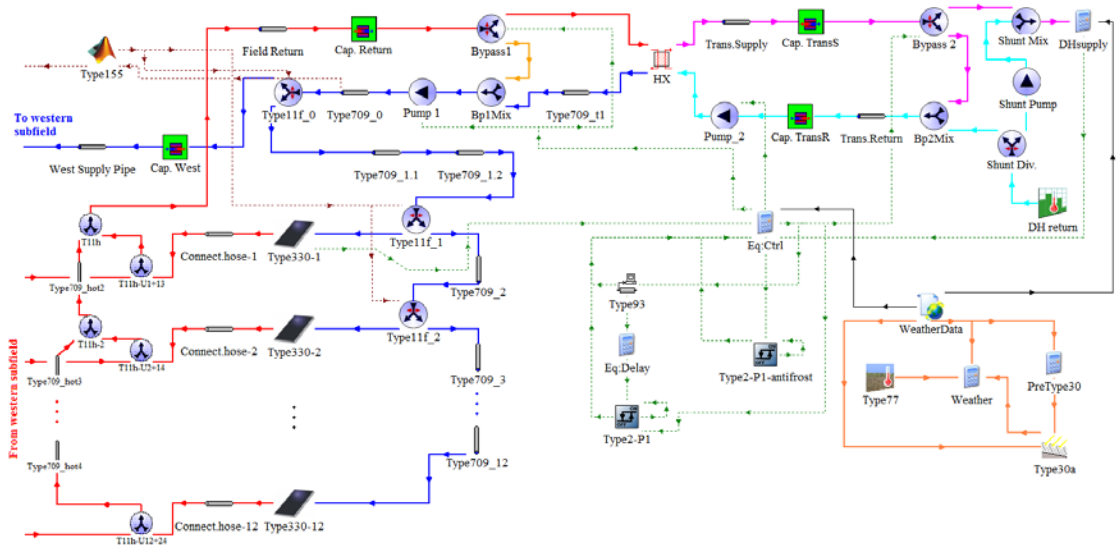 Field Return
Cap. Return
Bypass1
Trans.Supply
Cap. TransS
Bypass 2
Shunt Mix
DHsupply
Type155
HX
Shunt Pump
To western
subfield
Type11f_0
Type709_0
Pump 1
Bp1Mix
Type709_t1
Pump_2
Cap. TransR
Trans.Return
Bp2Mix
Shunt Div.
West Supply Pipe
Cap. West
Type709_1.1
Type709_1.2
DH return
T11h
Connect.hose-1
Type330-1
Type11f_1
Eq:Ctrl
T11h-U1+13
Type709_hot2
Type709_2
Type93
WeatherData
T11h-2
Connect.hose-2
Type330-2
Type11f_2
T11h-U2+14
Type709_hot3
Eq:Delay
Type2-P1-antifrost
Type709_3
Type77
Weather
PreType30
From western subfield
Type2-P1
Type709_hot4
Type709_12
Type30a
Connect.hose-12
Type330-12
T11h-U12+24